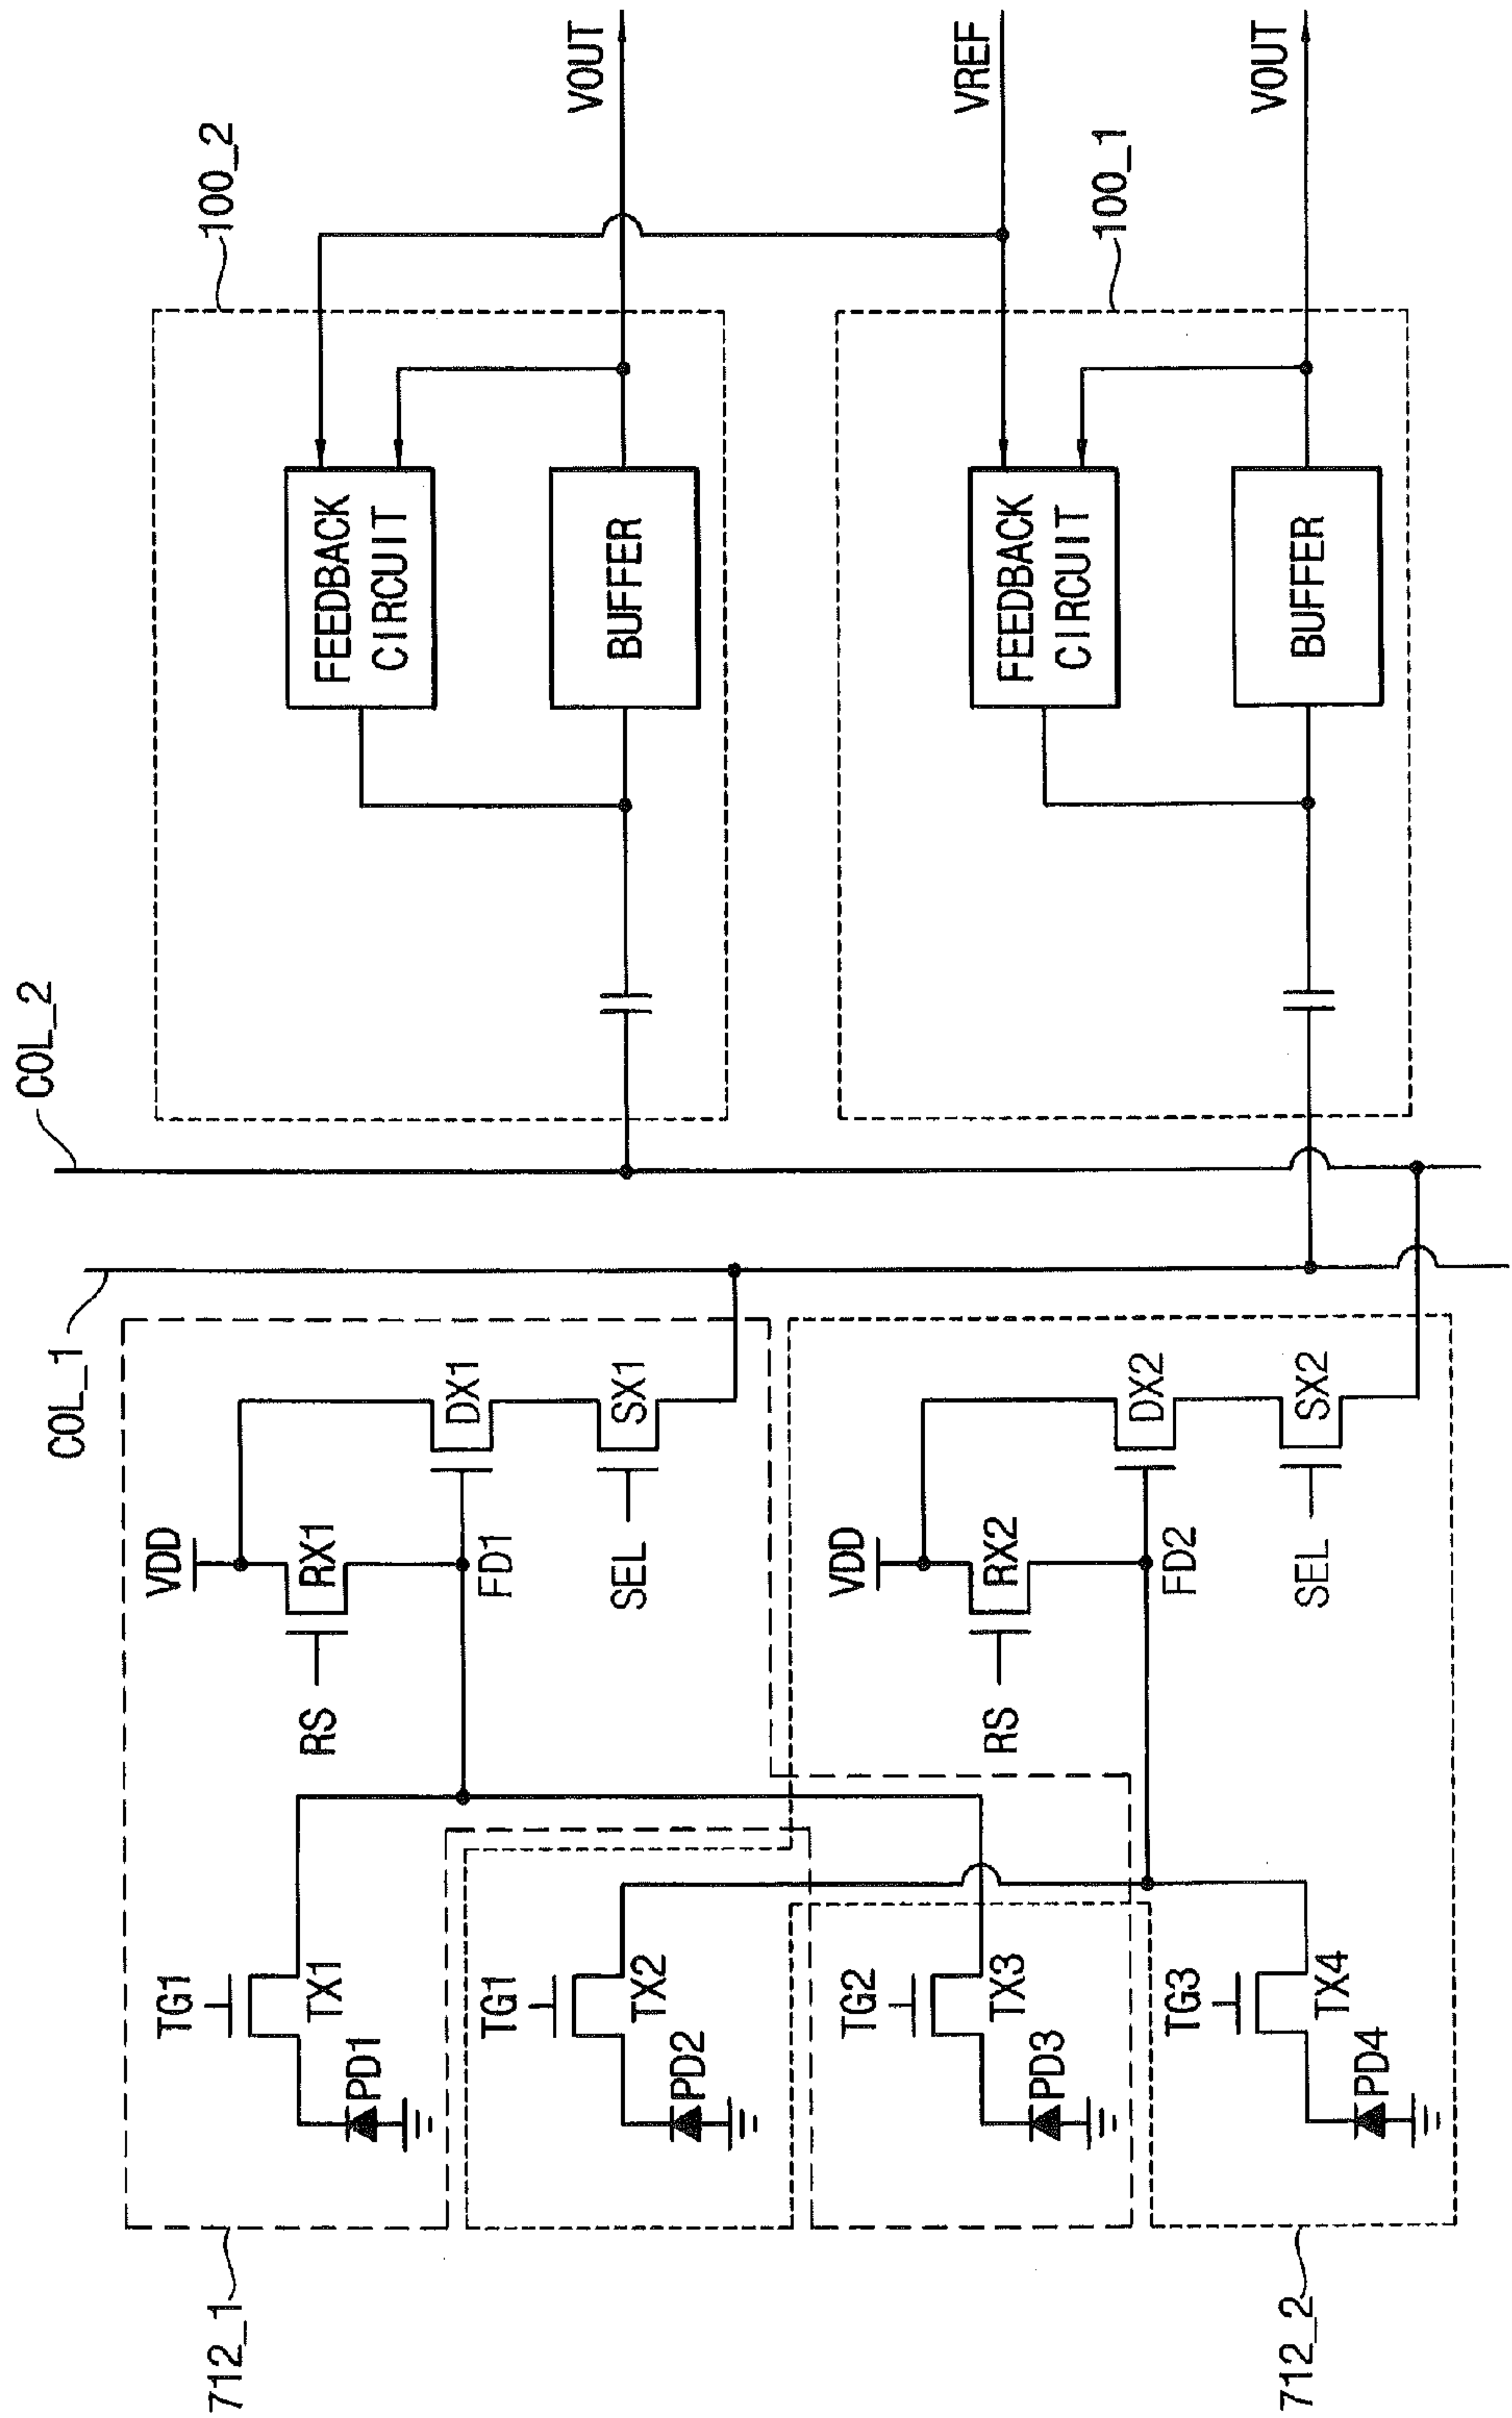 COL_1
COL_2
712_1
TG1
TX1
PD1
VDD
RX1
RS
FD1
DX1
SEL
SX1
TG1
TX2
PD2
TG2
TX3
PD3
TG3
TX4
PD4
712_2
VDD
RX2
RS
FD2
DX2
SEL
SX2
100_2
FEEDBACK
CIRCUIT
BUFFER
VOUT
VREF
100_1
FEEDBACK
CIRCUIT
BUFFER
VOUT